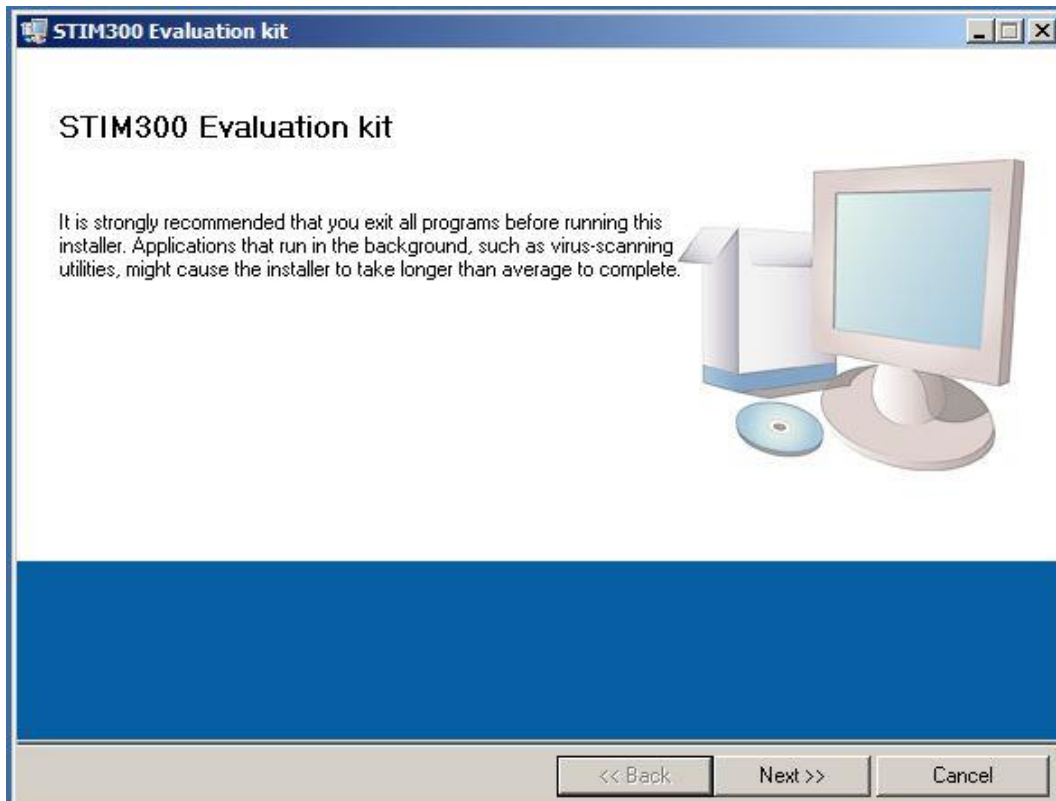 STIM300 Evaluation kit
STIM300 Evaluation kit
It is strongly recommended that you exit all programs before running this
installer. Applications that run in the background, such as virus-scanning
utilities, might cause the installer to take longer than average to complete.
<< Back Next >> Cancel